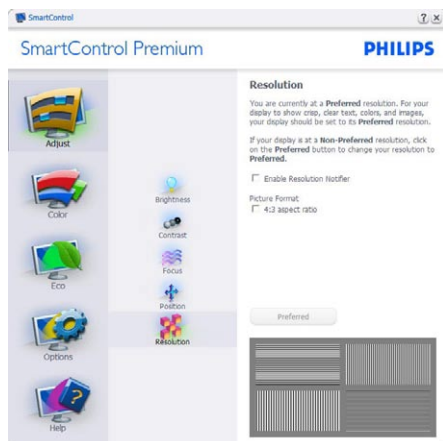 SmartControl
SmartControl Premium
PHILIPS
Adjust
Color
Eco
Options
Help
Brightness
Contrast
Focus
Position
Resolution
Resolution
You are currently at a Preferred resolution. For your
display to show crisp, clear text, colors, and images,
your display should be set to its Preferred resolution.
If your display is at a Non-Preferred resolution, click
on the Preferred button to change your resolution to
Preferred.
Enable Resolution Notifier
Picture Format
4:3 aspect ratio
Preferred